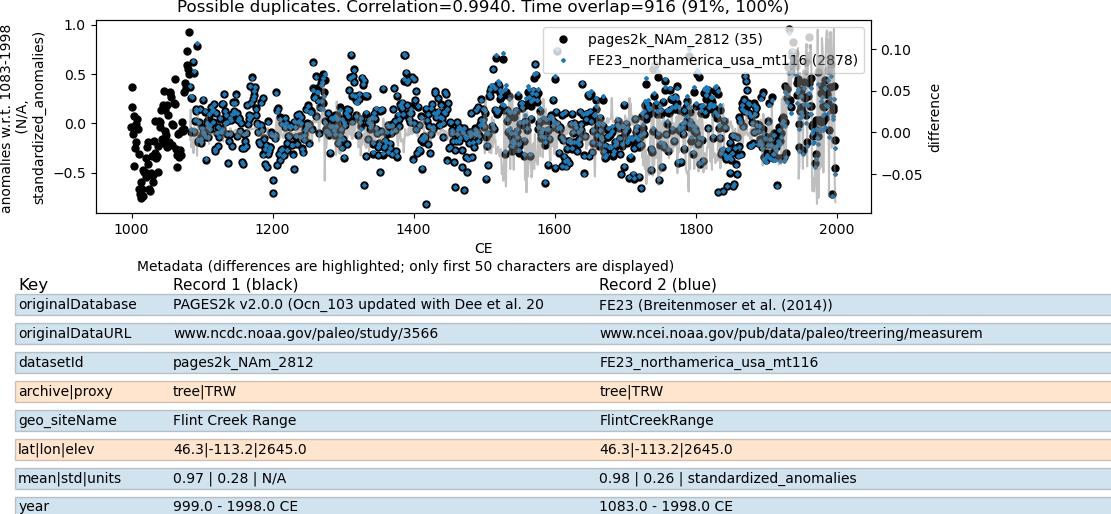 Possible duplicates. Correlation=0.9940. Time overlap=916 (91%, 100%)
anomalies w.r.t. 1083-1998
(N/A,
standardized_anomalies)
1.0
0.5
0.0
−0.5
pages2k_NAm_2812 (35)
FE23_northamerica_usa_mt116 (2878)
0.10
0.05
0.00
−0.05
difference
1000 1200 1400 1600 1800 2000
CE
Metadata (differences are highlighted; only first 50 characters are displayed)
Key Record 1 (black) Record 2 (blue)
originalDatabase PAGES2k v2.0.0 (Ocn_103 updated with Dee et al. 20 FE23 (Breitenmoser et al. (2014))
originalDataURL www.ncdc.noaa.gov/paleo/study/3566 www.ncei.noaa.gov/pub/data/paleo/treering/measurem
datasetId pages2k_NAm_2812 FE23_northamerica_usa_mt116
archive|proxy tree|TRW tree|TRW
geo_siteName Flint Creek Range FlintCreekRange
lat|lon|elev 46.3|-113.2|2645.0 46.3|-113.2|2645.0
mean|std|units 0.97 | 0.28 | N/A 0.98 | 0.26 | standardized_anomalies
year 999.0 - 1998.0 CE 1083.0 - 1998.0 CE